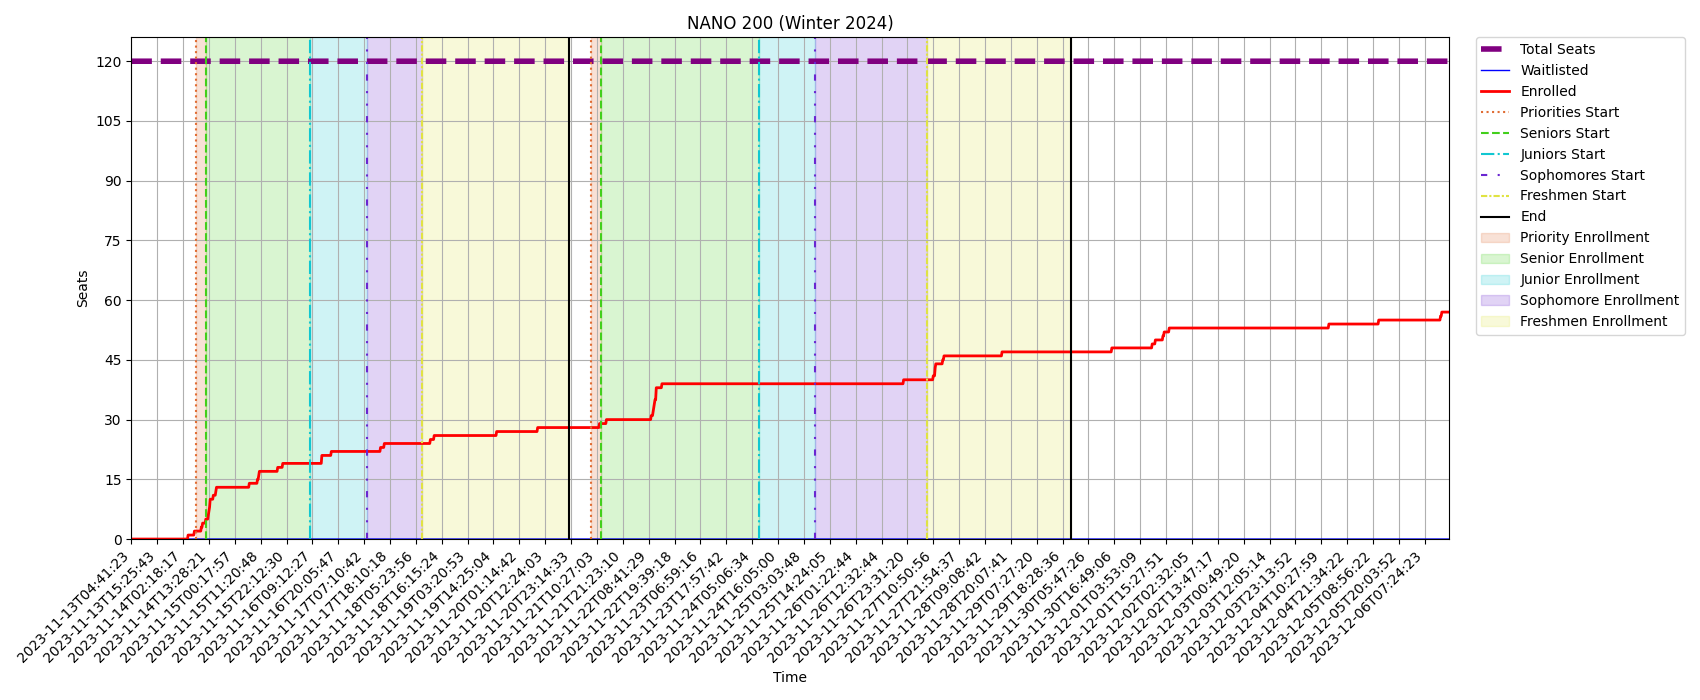 NANO 200 (Winter 2024)
Seats
120
105
90
75
60
45
30
15
0
2023-11-13T04:41:23
2023-11-13T15:25:43
2023-11-14T02:18:17
2023-11-14T13:28:21
2023-11-15T00:17:57
2023-11-15T11:20:48
2023-11-15T22:12:30
2023-11-16T09:12:27
2023-11-16T20:05:47
2023-11-17T07:10:42
2023-11-17T18:10:18
2023-11-18T05:23:56
2023-11-18T16:15:24
2023-11-19T03:20:53
2023-11-19T14:25:04
2023-11-20T01:14:42
2023-11-20T12:24:03
2023-11-20T23:14:33
2023-11-21T10:27:03
2023-11-21T21:23:10
2023-11-22T08:41:29
2023-11-22T19:39:18
2023-11-23T06:59:16
2023-11-23T17:57:42
2023-11-24T05:06:34
2023-11-24T16:05:00
2023-11-25T03:03:48
2023-11-25T14:24:05
2023-11-26T01:22:44
2023-11-26T12:32:44
2023-11-26T23:31:20
2023-11-27T10:50:56
2023-11-27T21:54:37
2023-11-28T09:08:42
2023-11-28T20:07:41
2023-11-29T07:27:20
2023-11-29T18:28:36
2023-11-30T05:47:26
2023-11-30T16:49:06
2023-12-01T03:53:09
2023-12-01T15:27:51
2023-12-02T02:32:05
2023-12-02T13:47:17
2023-12-03T00:49:20
2023-12-03T12:05:14
2023-12-03T23:13:52
2023-12-04T10:27:59
2023-12-04T21:34:22
2023-12-05T08:56:22
2023-12-05T20:03:52
2023-12-06T07:24:23
Time
Total Seats
Waitlisted
Enrolled
Priorities Start
Seniors Start
Juniors Start
Sophomores Start
Freshmen Start
End
Priority Enrollment
Senior Enrollment
Junior Enrollment
Sophomore Enrollment
Freshmen Enrollment